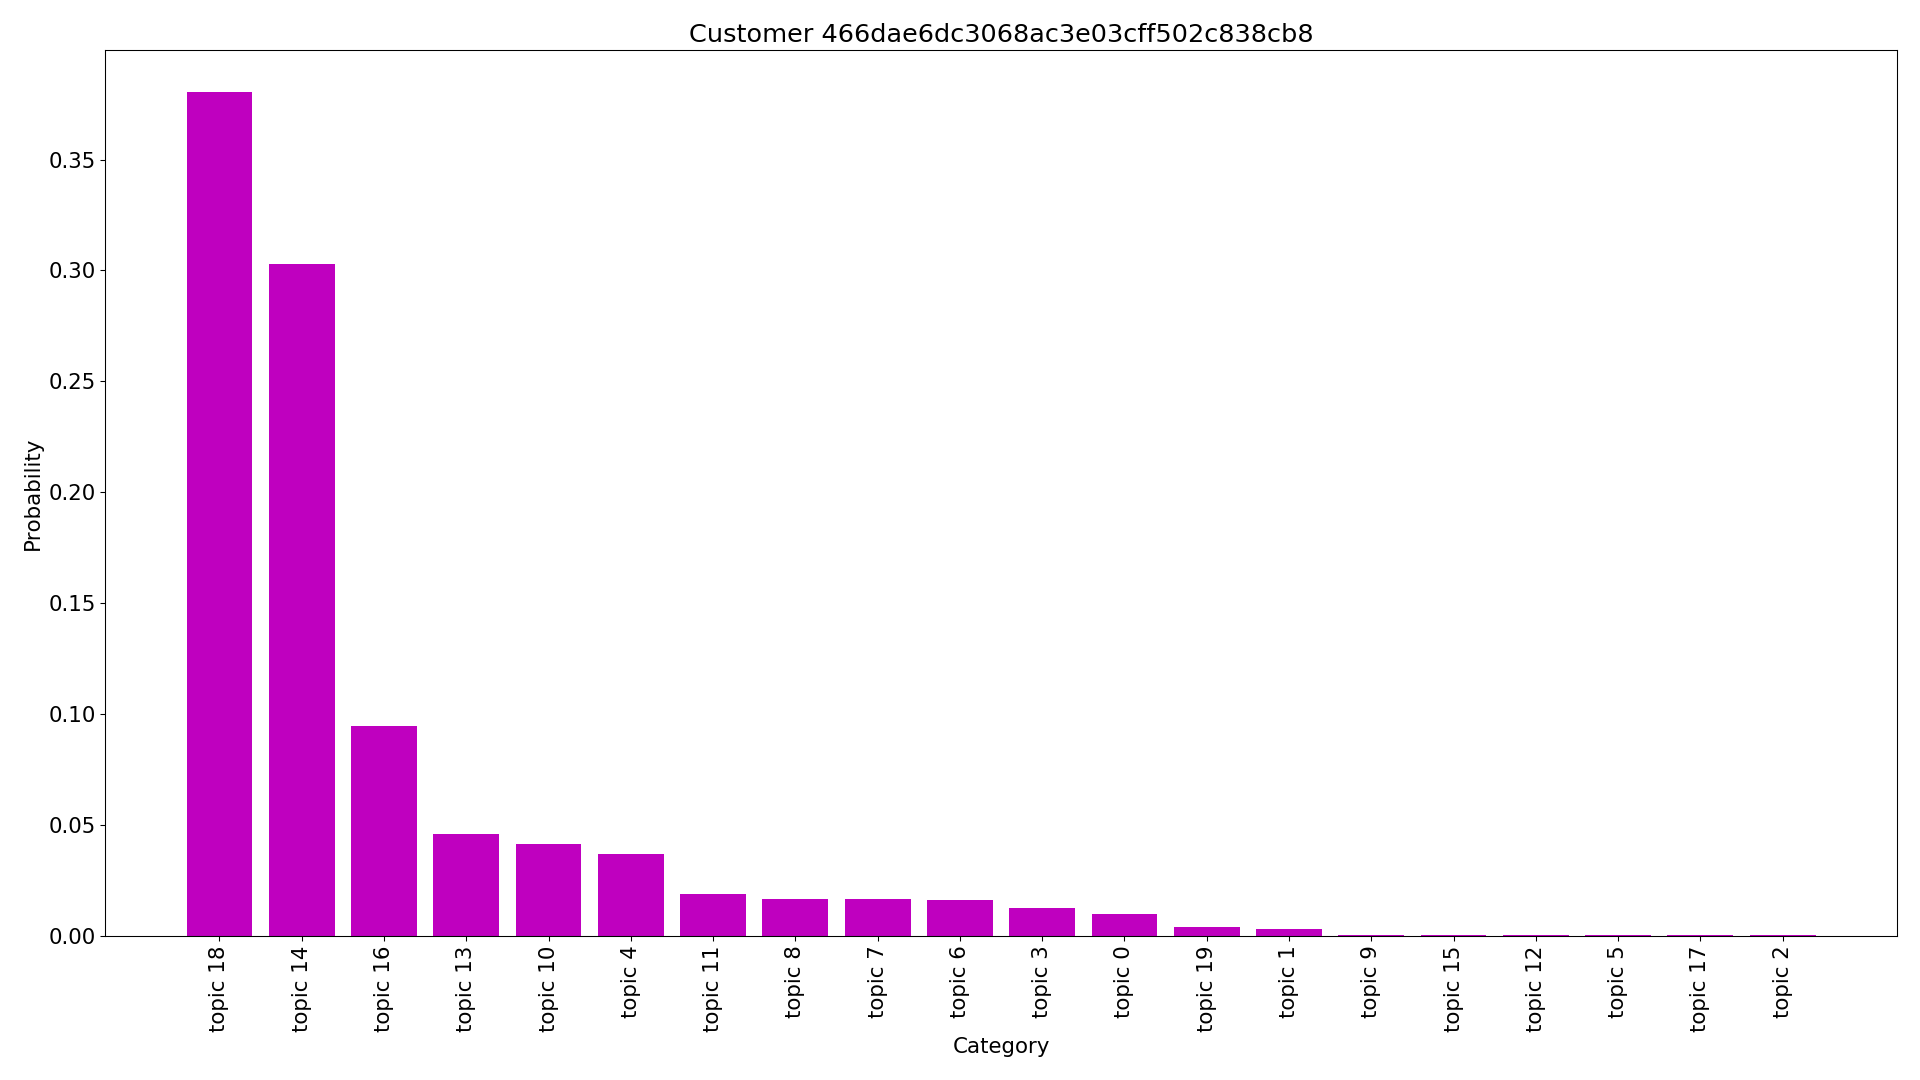 Customer 466dae6dc3068ac3e03cff502c838cb8
Probability
0.35
0.30
0.25
0.20
0.15
0.10
0.05
0.00
topic 18
topic 14
topic 16
topic 13
topic 10
topic 4
topic 11
topic 8
topic 7
topic 6
topic 3
topic 0
topic 19
topic 1
topic 9
topic 15
topic 12
topic 5
topic 17
topic 2
Category